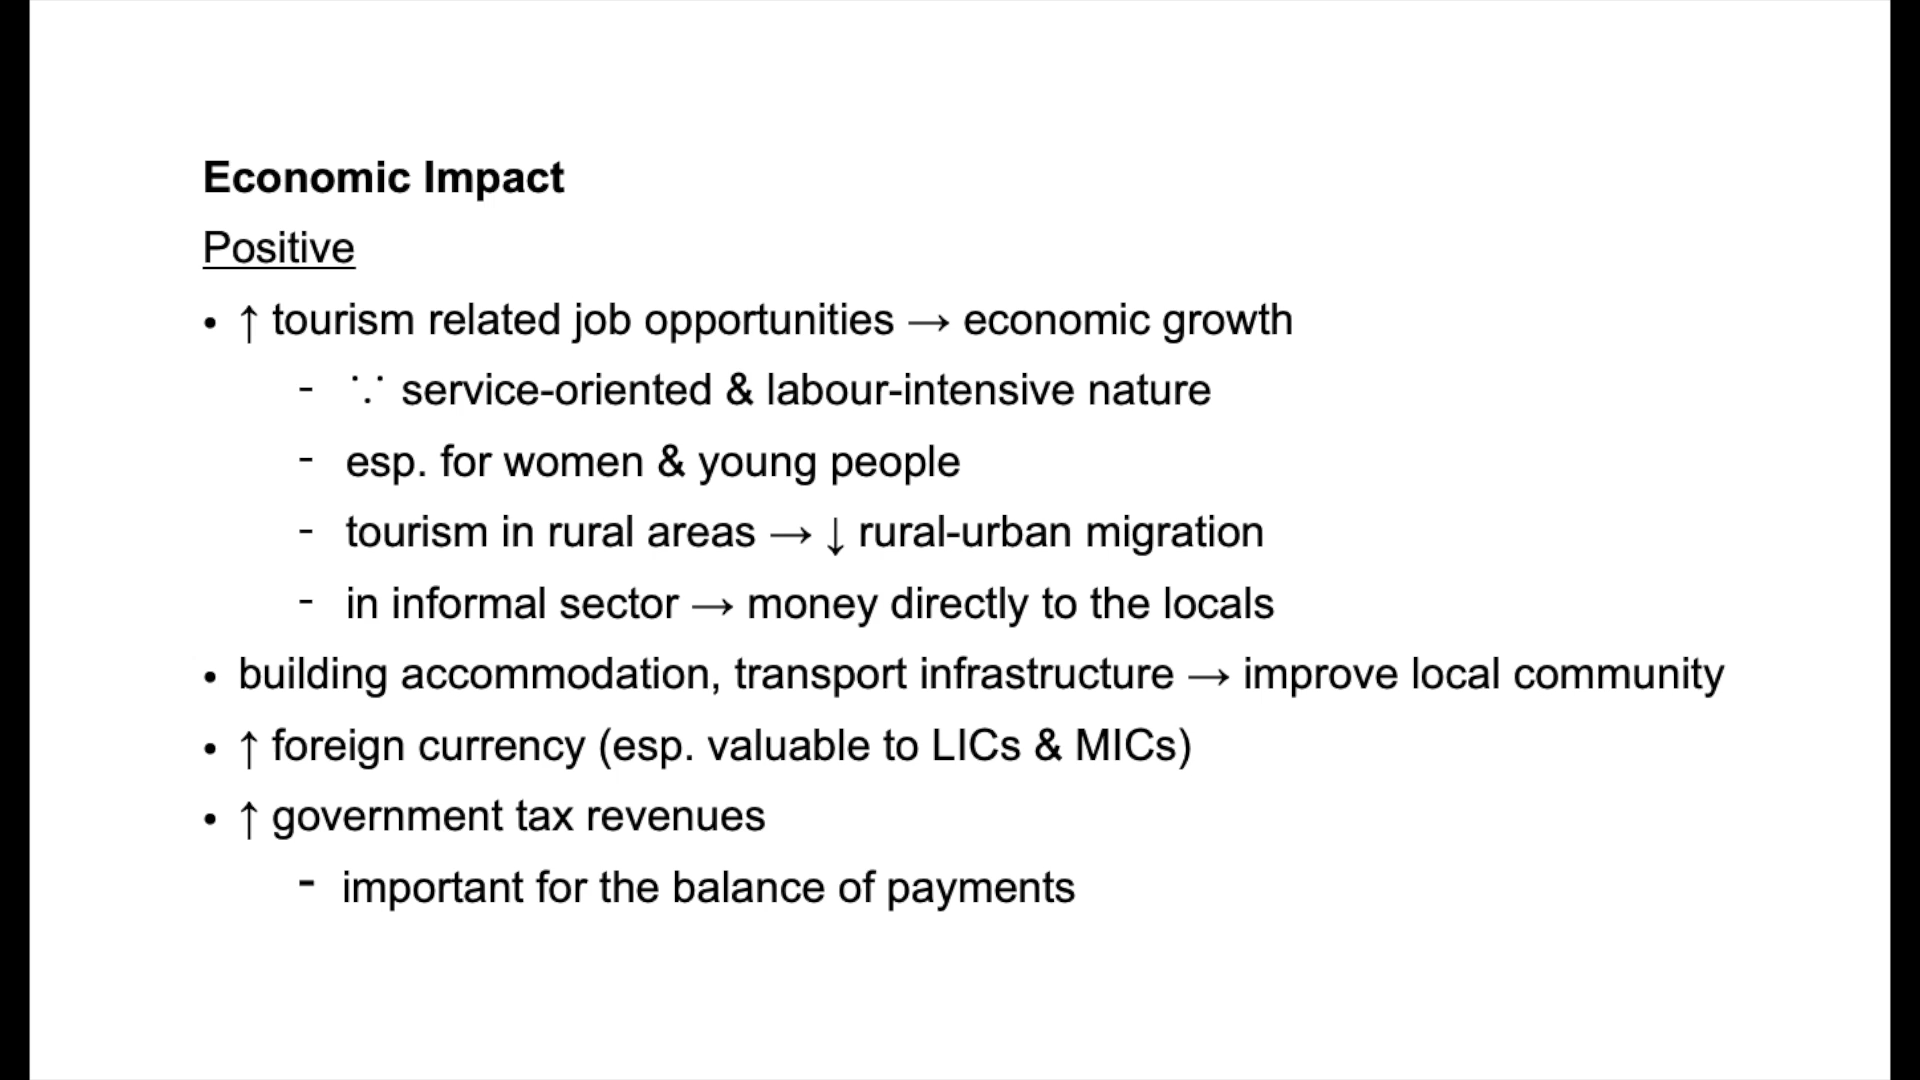 Economic Impact
Positive
• ↑ tourism related job opportunities → economic growth
- ∵ service-oriented & labour-intensive nature
- esp. for women & young people
- tourism in rural areas → ↓ rural-urban migration
- in informal sector → money directly to the locals
• building accommodation, transport infrastructure → improve local community
• ↑ foreign currency (esp. valuable to LICs & MICs)
• ↑ government tax revenues
- important for the balance of payments